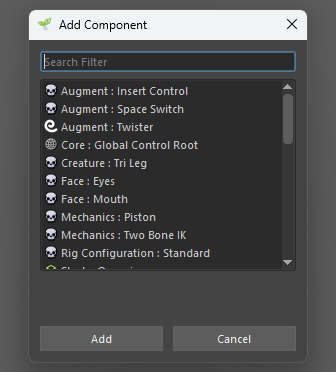 Add Component
Search Filter
Augment : Insert Control
Augment : Space Switch
Augment : Twister
Core : Global Control Root
Creature : Tri Leg
Face : Eyes
Face : Mouth
Mechanics : Piston
Mechanics : Two Bone IK
Rig Configuration : Standard
Add
Cancel